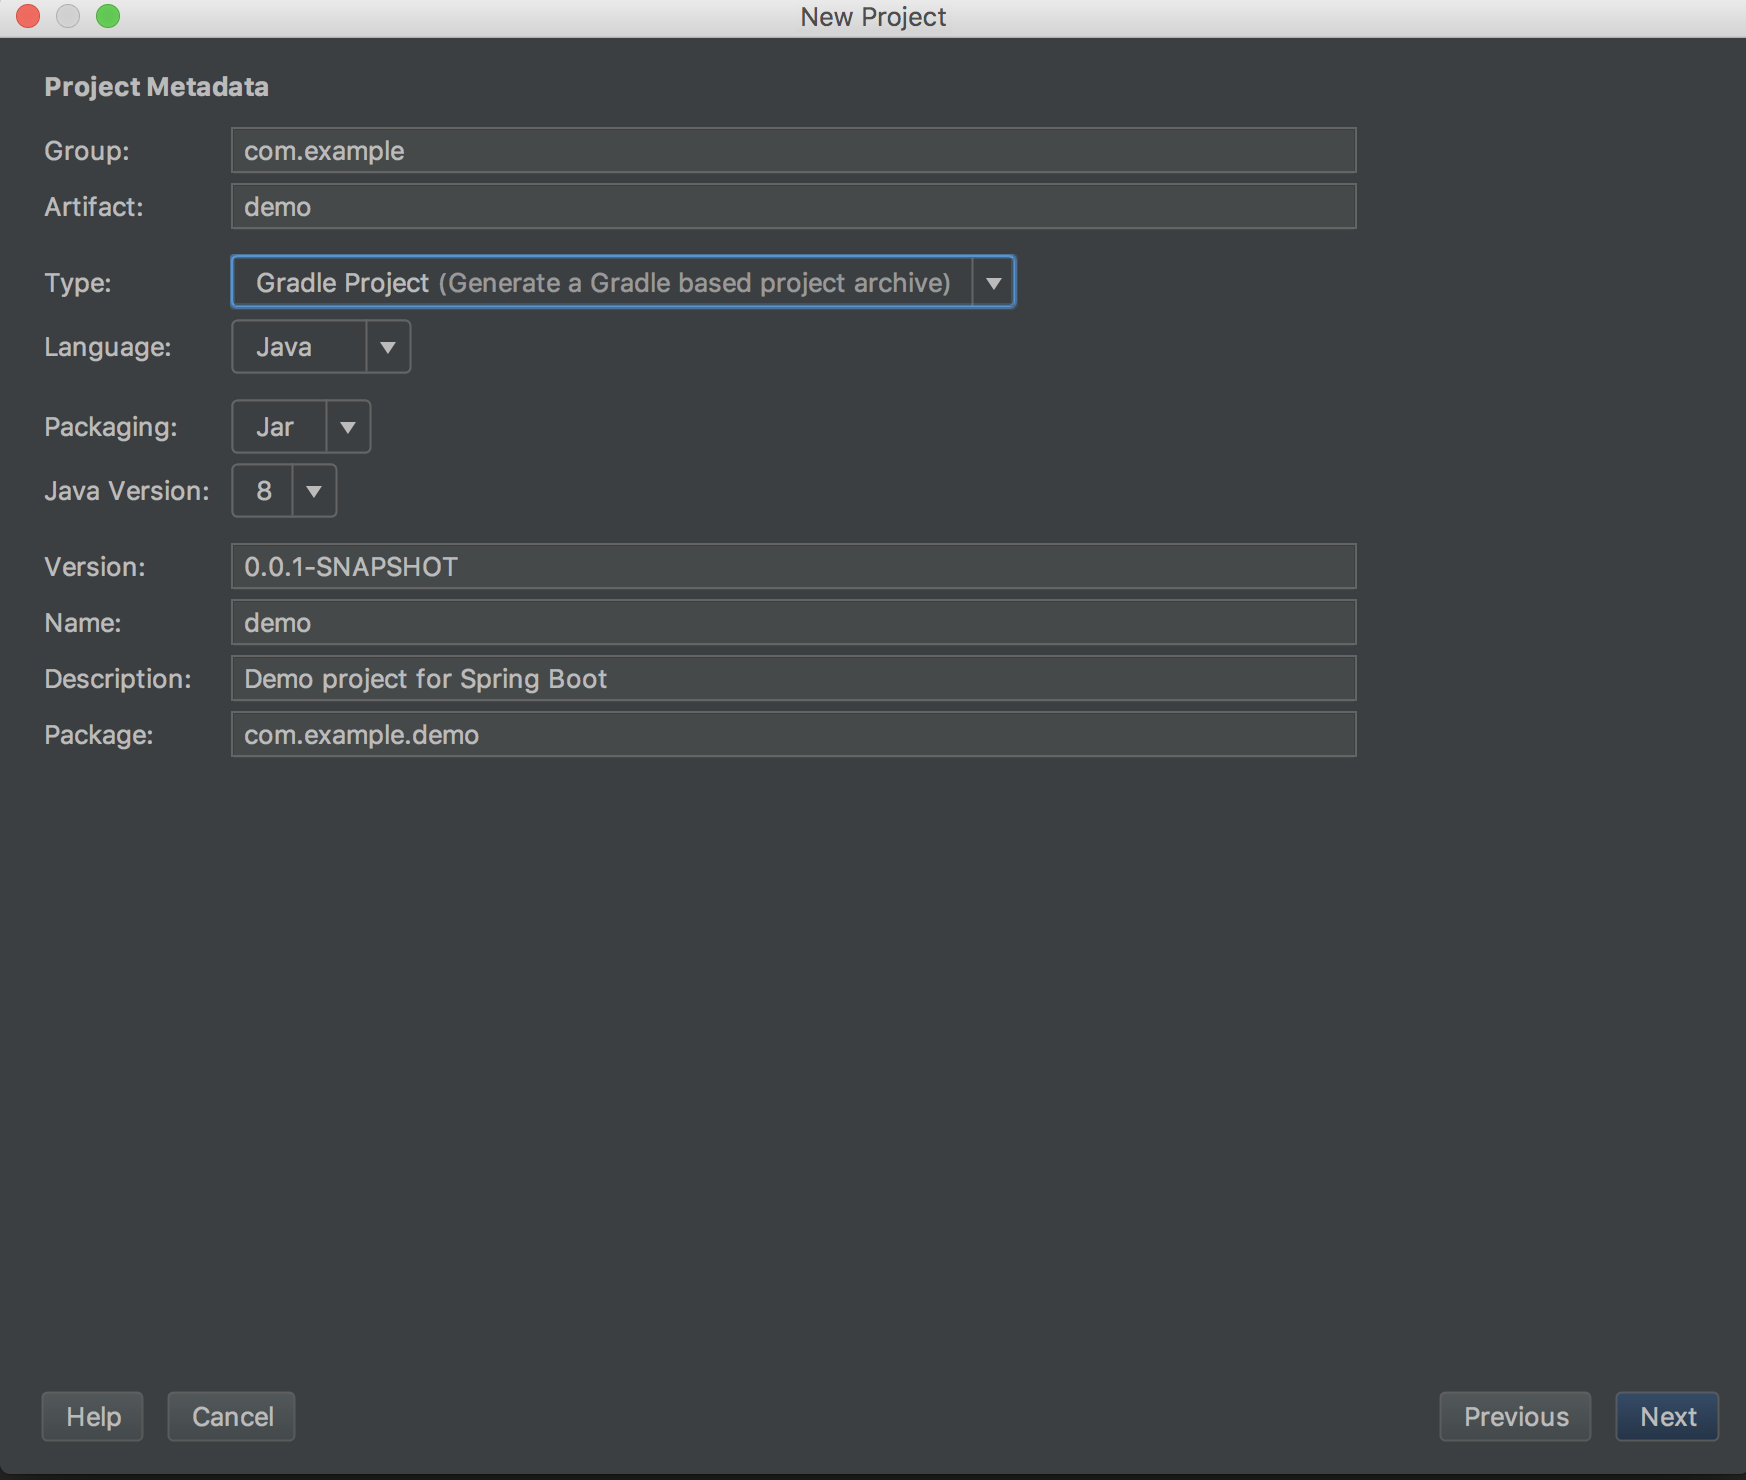 New Project
Project Metadata
Group: com.example
Artifact: demo
Type: Gradle Project (Generate a Gradle based project archive)
Language: Java
Packaging: Jar
Java Version: 8
Version: 0.0.1-SNAPSHOT
Name: demo
Description: Demo project for Spring Boot
Package: com.example.demo
Help Cancel Previous Next